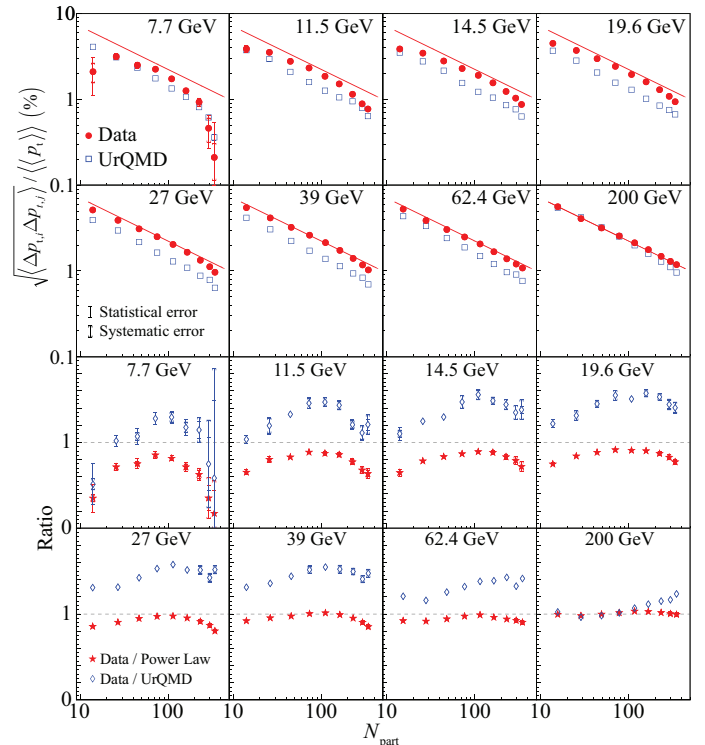 10
7.7 GeV
11.5 GeV
14.5 GeV
19.6 GeV
1
Data
UrQMD
0.1
√⟨Δp_{t,i}Δp_{t,j}⟩ / ⟨⟨p_t⟩⟩ (%)
27 GeV
39 GeV
62.4 GeV
200 GeV
1
Statistical error
Systematic error
0.1
7.7 GeV
11.5 GeV
14.5 GeV
19.6 GeV
1
0
Ratio
27 GeV
39 GeV
62.4 GeV
200 GeV
1
Data / Power Law
Data / UrQMD
0
10 100 10 100 10 100 10 100
N_part